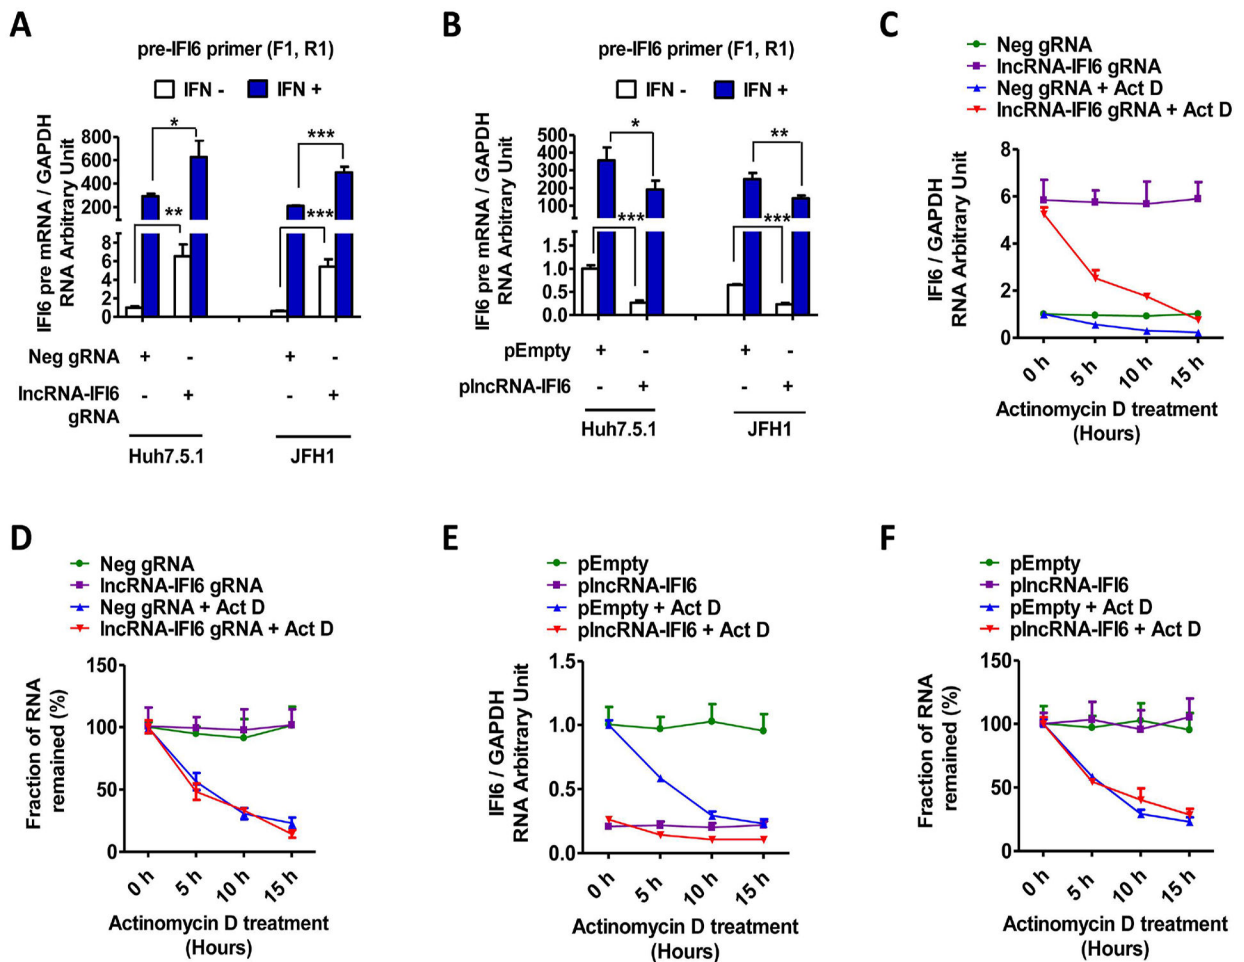 A
pre-IFI6 primer (F1, R1)
IFN - IFN +
IFI6 pre mRNA / GAPDH
RNA Arbitrary Unit
800
600
400
200
8
6
4
2
0
* ** *** ***
Neg gRNA + - + -
lncRNA-IFI6 - + - +
gRNA
Huh7.5.1 JFH1
B
pre-IFI6 primer (F1, R1)
IFN - IFN +
IFI6 pre mRNA / GAPDH
RNA Arbitrary Unit
500
400
300
200
100
1.5
1.0
0.5
0.0
* *** ** ***
pEmpty + - + -
plncRNA-IFI6 - + - +
Huh7.5.1 JFH1
C
Neg gRNA
lncRNA-IFI6 gRNA
Neg gRNA + Act D
lncRNA-IFI6 gRNA + Act D
IFI6 / GAPDH
RNA Arbitrary Unit
8
6
4
2
0
0 h 5 h 10 h 15 h
Actinomycin D treatment
(Hours)
D
Neg gRNA
lncRNA-IFI6 gRNA
Neg gRNA + Act D
lncRNA-IFI6 gRNA + Act D
Fraction of RNA
remained (%)
150
100
50
0
0 h 5 h 10 h 15 h
Actinomycin D treatment
(Hours)
E
pEmpty
plncRNA-IFI6
pEmpty + Act D
plncRNA-IFI6 + Act D
IFI6 / GAPDH
RNA Arbitrary Unit
1.5
1.0
0.5
0.0
0 h 5 h 10 h 15 h
Actinomycin D treatment
(Hours)
F
pEmpty
plncRNA-IFI6
pEmpty + Act D
plncRNA-IFI6 + Act D
Fraction of RNA
remained (%)
150
100
50
0
0 h 5 h 10 h 15 h
Actinomycin D treatment
(Hours)